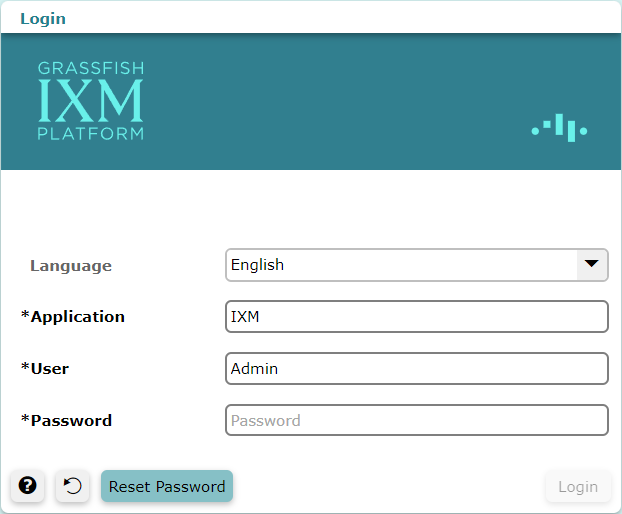 Login
GRASSFISH
IXM
PLATFORM
Language English
*Application IXM
*User Admin
*Password Password
? Reset Password Login